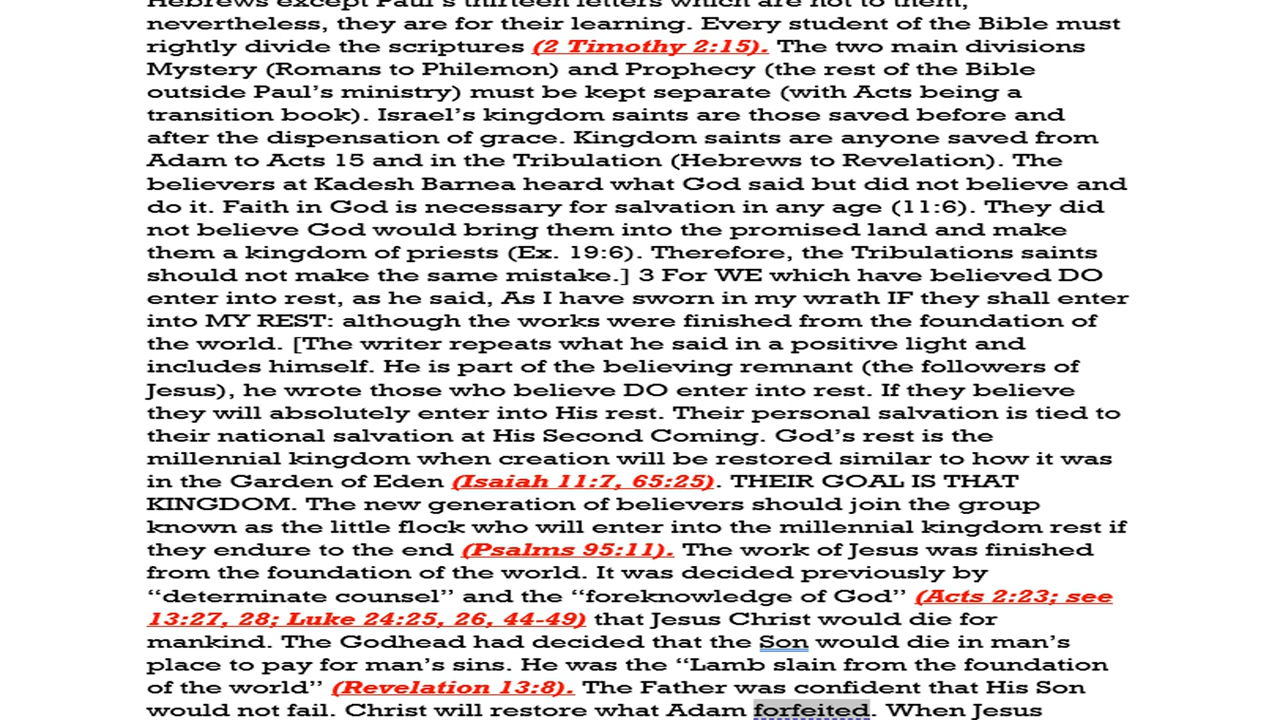 Hebrews except Paul's thirteen letters which are not to them,
nevertheless, they are for their learning. Every student of the Bible must
rightly divide the scriptures (2 Timothy 2:15). The two main divisions
Mystery (Romans to Philemon) and Prophecy (the rest of the Bible
outside Paul's ministry) must be kept separate (with Acts being a
transition book). Israel's kingdom saints are those saved before and
after the dispensation of grace. Kingdom saints are anyone saved from
Adam to Acts 15 and in the Tribulation (Hebrews to Revelation). The
believers at Kadesh Barnea heard what God said but did not believe and
do it. Faith in God is necessary for salvation in any age (11:6). They did
not believe God would bring them into the promised land and make
them a kingdom of priests (Ex. 19:6). Therefore, the Tribulations saints
should not make the same mistake.] 3 For WE which have believed DO
enter into rest, as he said, As I have sworn in my wrath IF they shall enter
into MY REST: although the works were finished from the foundation of
the world. [The writer repeats what he said in a positive light and
includes himself. He is part of the believing remnant (the followers of
Jesus), he wrote those who believe DO enter into rest. If they believe
they will absolutely enter into His rest. Their personal salvation is tied to
their national salvation at His Second Coming. God's rest is the
millennial kingdom when creation will be restored similar to how it was
in the Garden of Eden (Isaiah 11:7, 65:25). THEIR GOAL IS THAT
KINGDOM. The new generation of believers should join the group
known as the little flock who will enter into the millennial kingdom rest if
they endure to the end (Psalms 95:11). The work of Jesus was finished
from the foundation of the world. It was decided previously by
“determinate counsel” and the “foreknowledge of God” (Acts 2:23; see
13:27, 28; Luke 24:25, 26, 44-49) that Jesus Christ would die for
mankind. The Godhead had decided that the Son would die in man's
place to pay for man's sins. He was the “Lamb slain from the foundation
of the world” (Revelation 13:8). The Father was confident that His Son
would not fail. Christ will restore what Adam forfeited. When Jesus